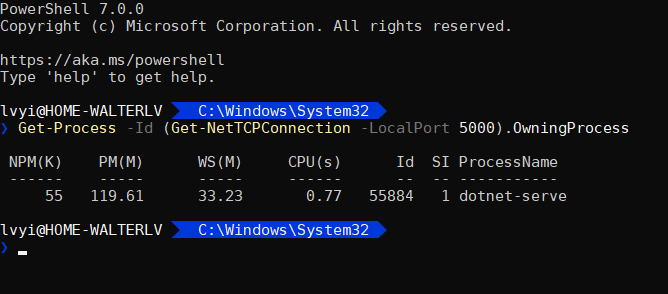 PowerShell 7.0.0
Copyright (c) Microsoft Corporation. All rights reserved.
https://aka.ms/powershell
Type 'help' to get help.
lvyi@HOME-WALTERLV C:\Windows\System32
❯ Get-Process -Id (Get-NetTCPConnection -LocalPort 5000).OwningProcess
NPM(K) PM(M) WS(M) CPU(s) Id SI ProcessName
------ ----- ----- ------ -- -- -----------
55 119.61 33.23 0.77 55884 1 dotnet-serve
lvyi@HOME-WALTERLV C:\Windows\System32
❯